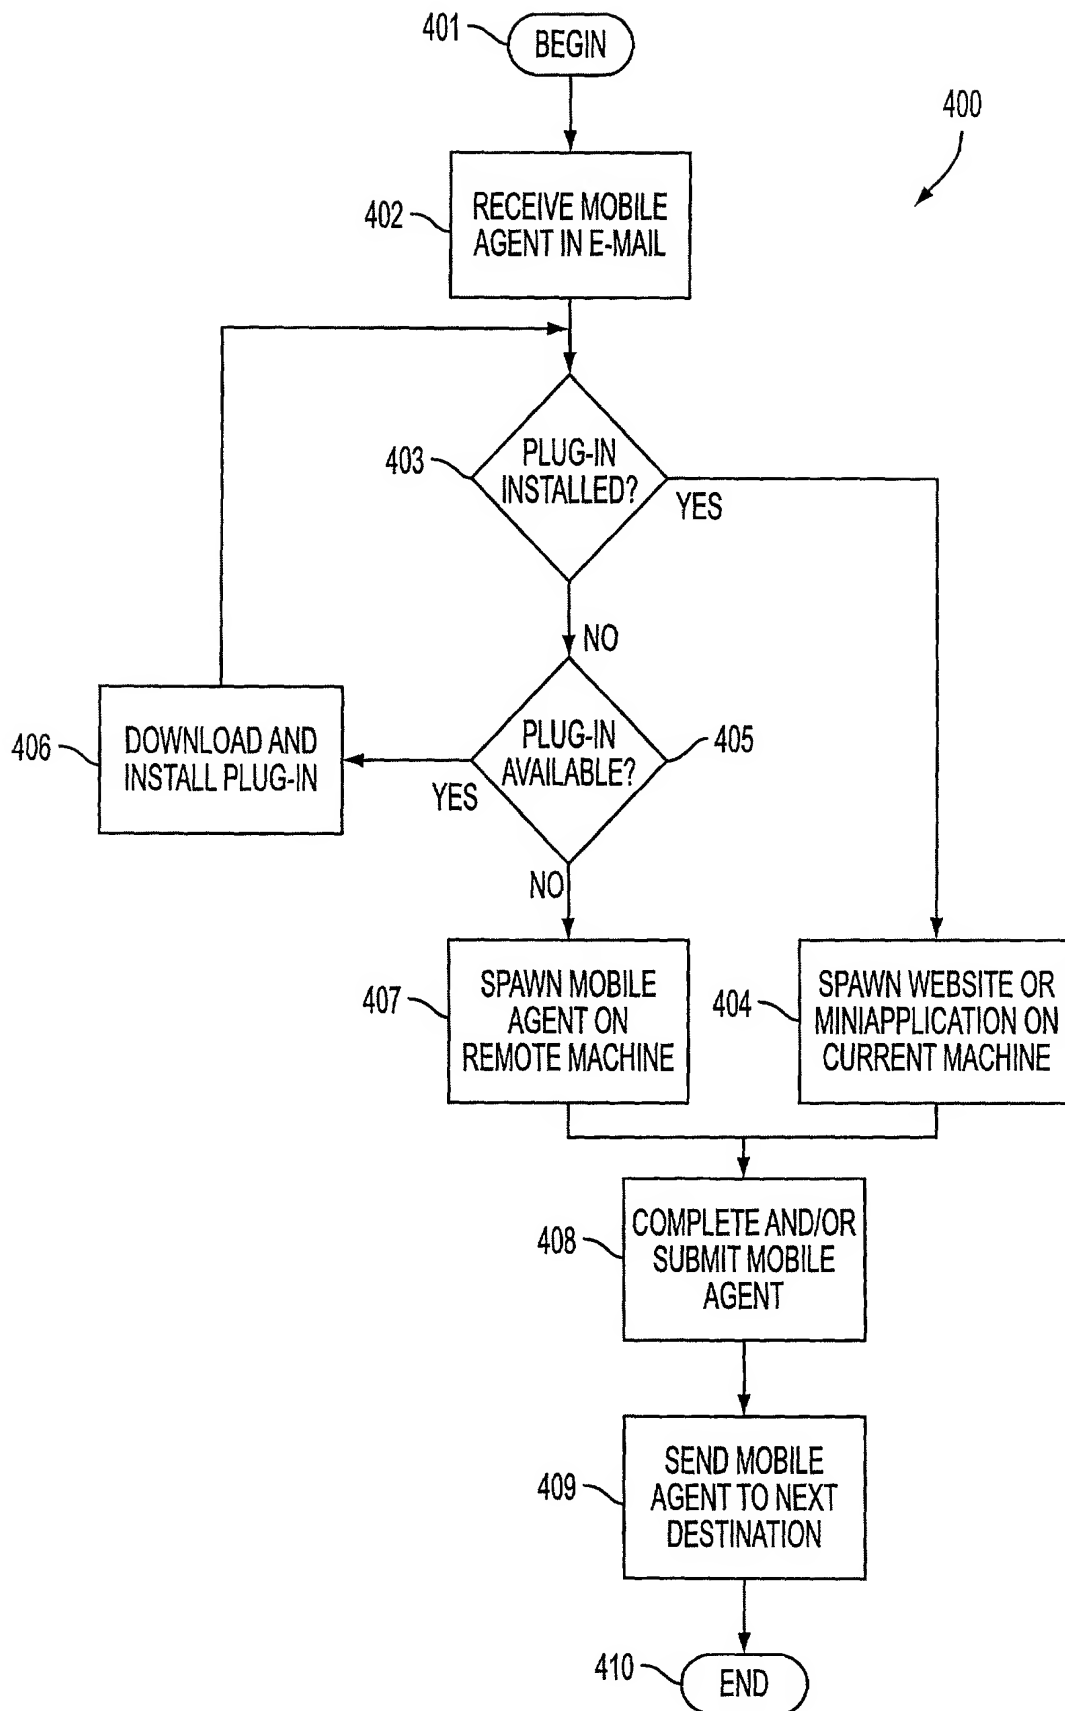 401
BEGIN
400
402
RECEIVE MOBILE
AGENT IN E-MAIL
403
PLUG-IN
INSTALLED?
YES
NO
406
DOWNLOAD AND
INSTALL PLUG-IN
YES
PLUG-IN
AVAILABLE?
405
NO
407
SPAWN MOBILE
AGENT ON
REMOTE MACHINE
404
SPAWN WEBSITE OR
MINIAPPLICATION ON
CURRENT MACHINE
408
COMPLETE AND/OR
SUBMIT MOBILE
AGENT
409
SEND MOBILE
AGENT TO NEXT
DESTINATION
410
END